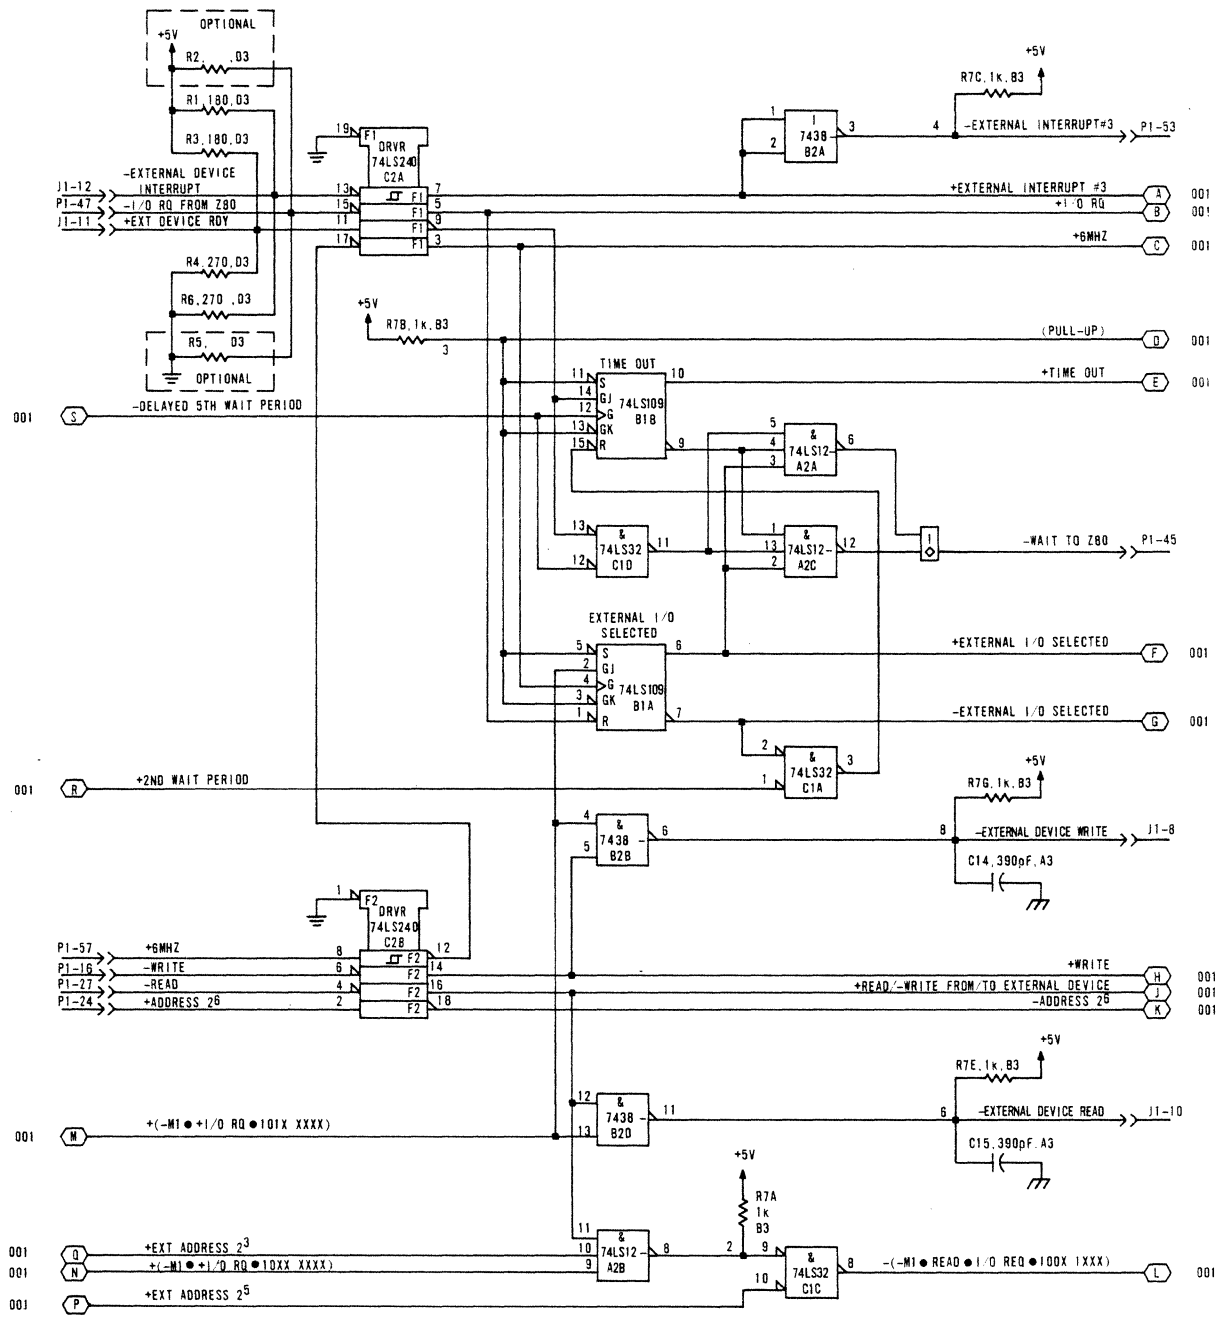 OPTIONAL
+5V
R2, ,D3
R1,180,D3
R3,180,D3
-EXTERNAL DEVICE
INTERRUPT
J1-12
P1-47
-I/O RQ FROM Z80
J1-11
+EXT DEVICE RDY
R4,270,D3
R6,270 ,D3
R5, D3
OPTIONAL
19
F1
DRVR
74LS240
C2A
13
F1
7
15
F1
5
11
F1
9
17
F1
3
+5V
R7C,1k,B3
1
2
I
7438
B2A
3
4
-EXTERNAL INTERRUPT#3
P1-53
+EXTERNAL INTERRUPT #3
A
001
+I/O RQ
B
001
+6MHZ
C
001
+5V
R7B,1k,B3
3
(PULL-UP)
D
001
TIME OUT
11
S
10
14
GJ
12
G
13
GK
15
R
9
74LS109
B1B
+TIME OUT
E
001
001
S
-DELAYED 5TH WAIT PERIOD
5
4
3
&
74LS12
A2A
6
13
12
&
74LS32
C1D
11
1
13
2
&
74LS12
A2C
12
1
-WAIT TO Z80
P1-45
EXTERNAL I/O
SELECTED
5
S
6
2
GJ
4
G
3
GK
1
R
7
74LS109
B1A
+EXTERNAL I/O SELECTED
F
001
-EXTERNAL I/O SELECTED
G
001
2
1
&
74LS32
C1A
3
001
R
+2ND WAIT PERIOD
+5V
R7G,1k,B3
4
5
&
7438
B2B
6
8
-EXTERNAL DEVICE WRITE
J1-8
C14,390pF,A3
1
F2
DRVR
74LS240
C2B
P1-57
+6MHZ
8
F2
12
P1-16
-WRITE
6
F2
14
+WRITE
H
001
P1-27
-READ
4
F2
16
+READ/-WRITE FROM/TO EXTERNAL DEVICE
J
001
P1-24
+ADDRESS 2⁶
2
F2
18
-ADDRESS 2⁶
K
001
+5V
R7E,1k,B3
12
13
&
7438
B2D
11
6
-EXTERNAL DEVICE READ
J1-10
C15,390pF.A3
001
M
+(-M1●+I/O RQ●101X XXXX)
+5V
R7A
1k
B3
001
Q
+EXT ADDRESS 2³
001
N
+(-M1●+I/O RQ●10XX XXXX)
001
P
+EXT ADDRESS 2⁵
11
10
9
&
74LS12
A2B
8
2
9
10
&
74LS32
C1C
8
-(-M1●READ●I/O REQ●100X 1XXX)
L
001